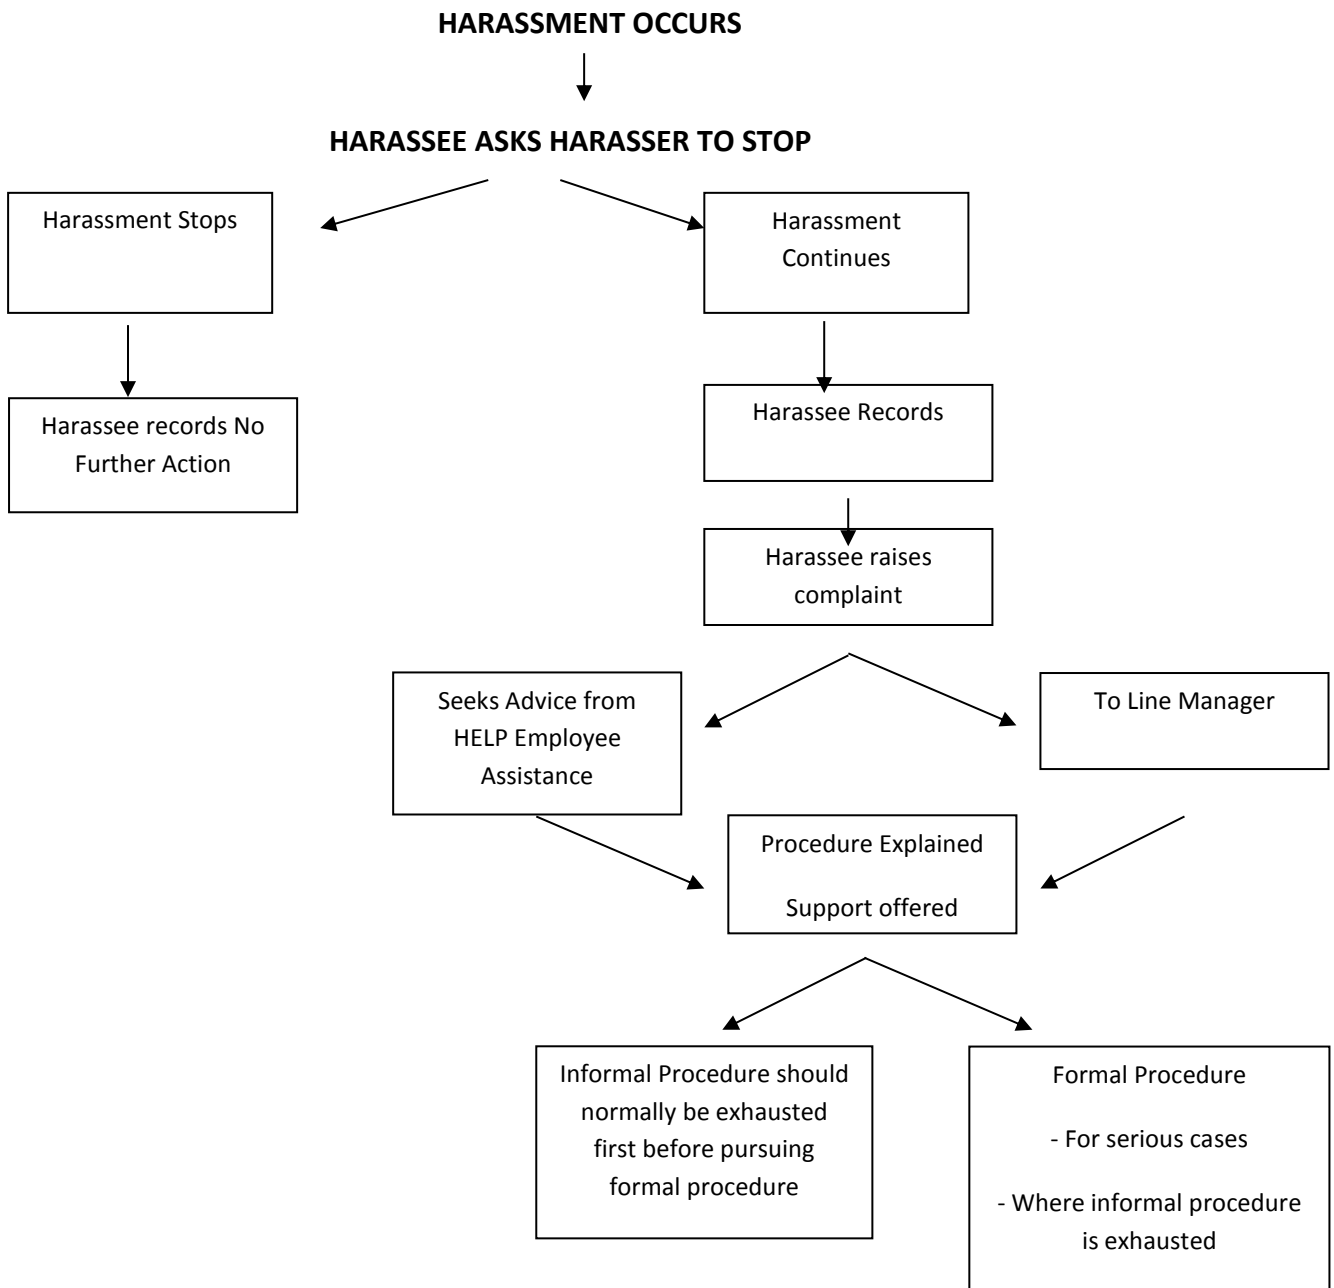 HARASSMENT OCCURS
HARASSEE ASKS HARASSER TO STOP
Harassment Stops
Harassment
Continues
Harassee records No
Further Action
Harassee Records
Harassee raises
complaint
Seeks Advice from
HELP Employee
Assistance
To Line Manager
Procedure Explained
Support offered
Informal Procedure should
normally be exhausted
first before pursuing
formal procedure
Formal Procedure
- For serious cases
- Where informal procedure
is exhausted